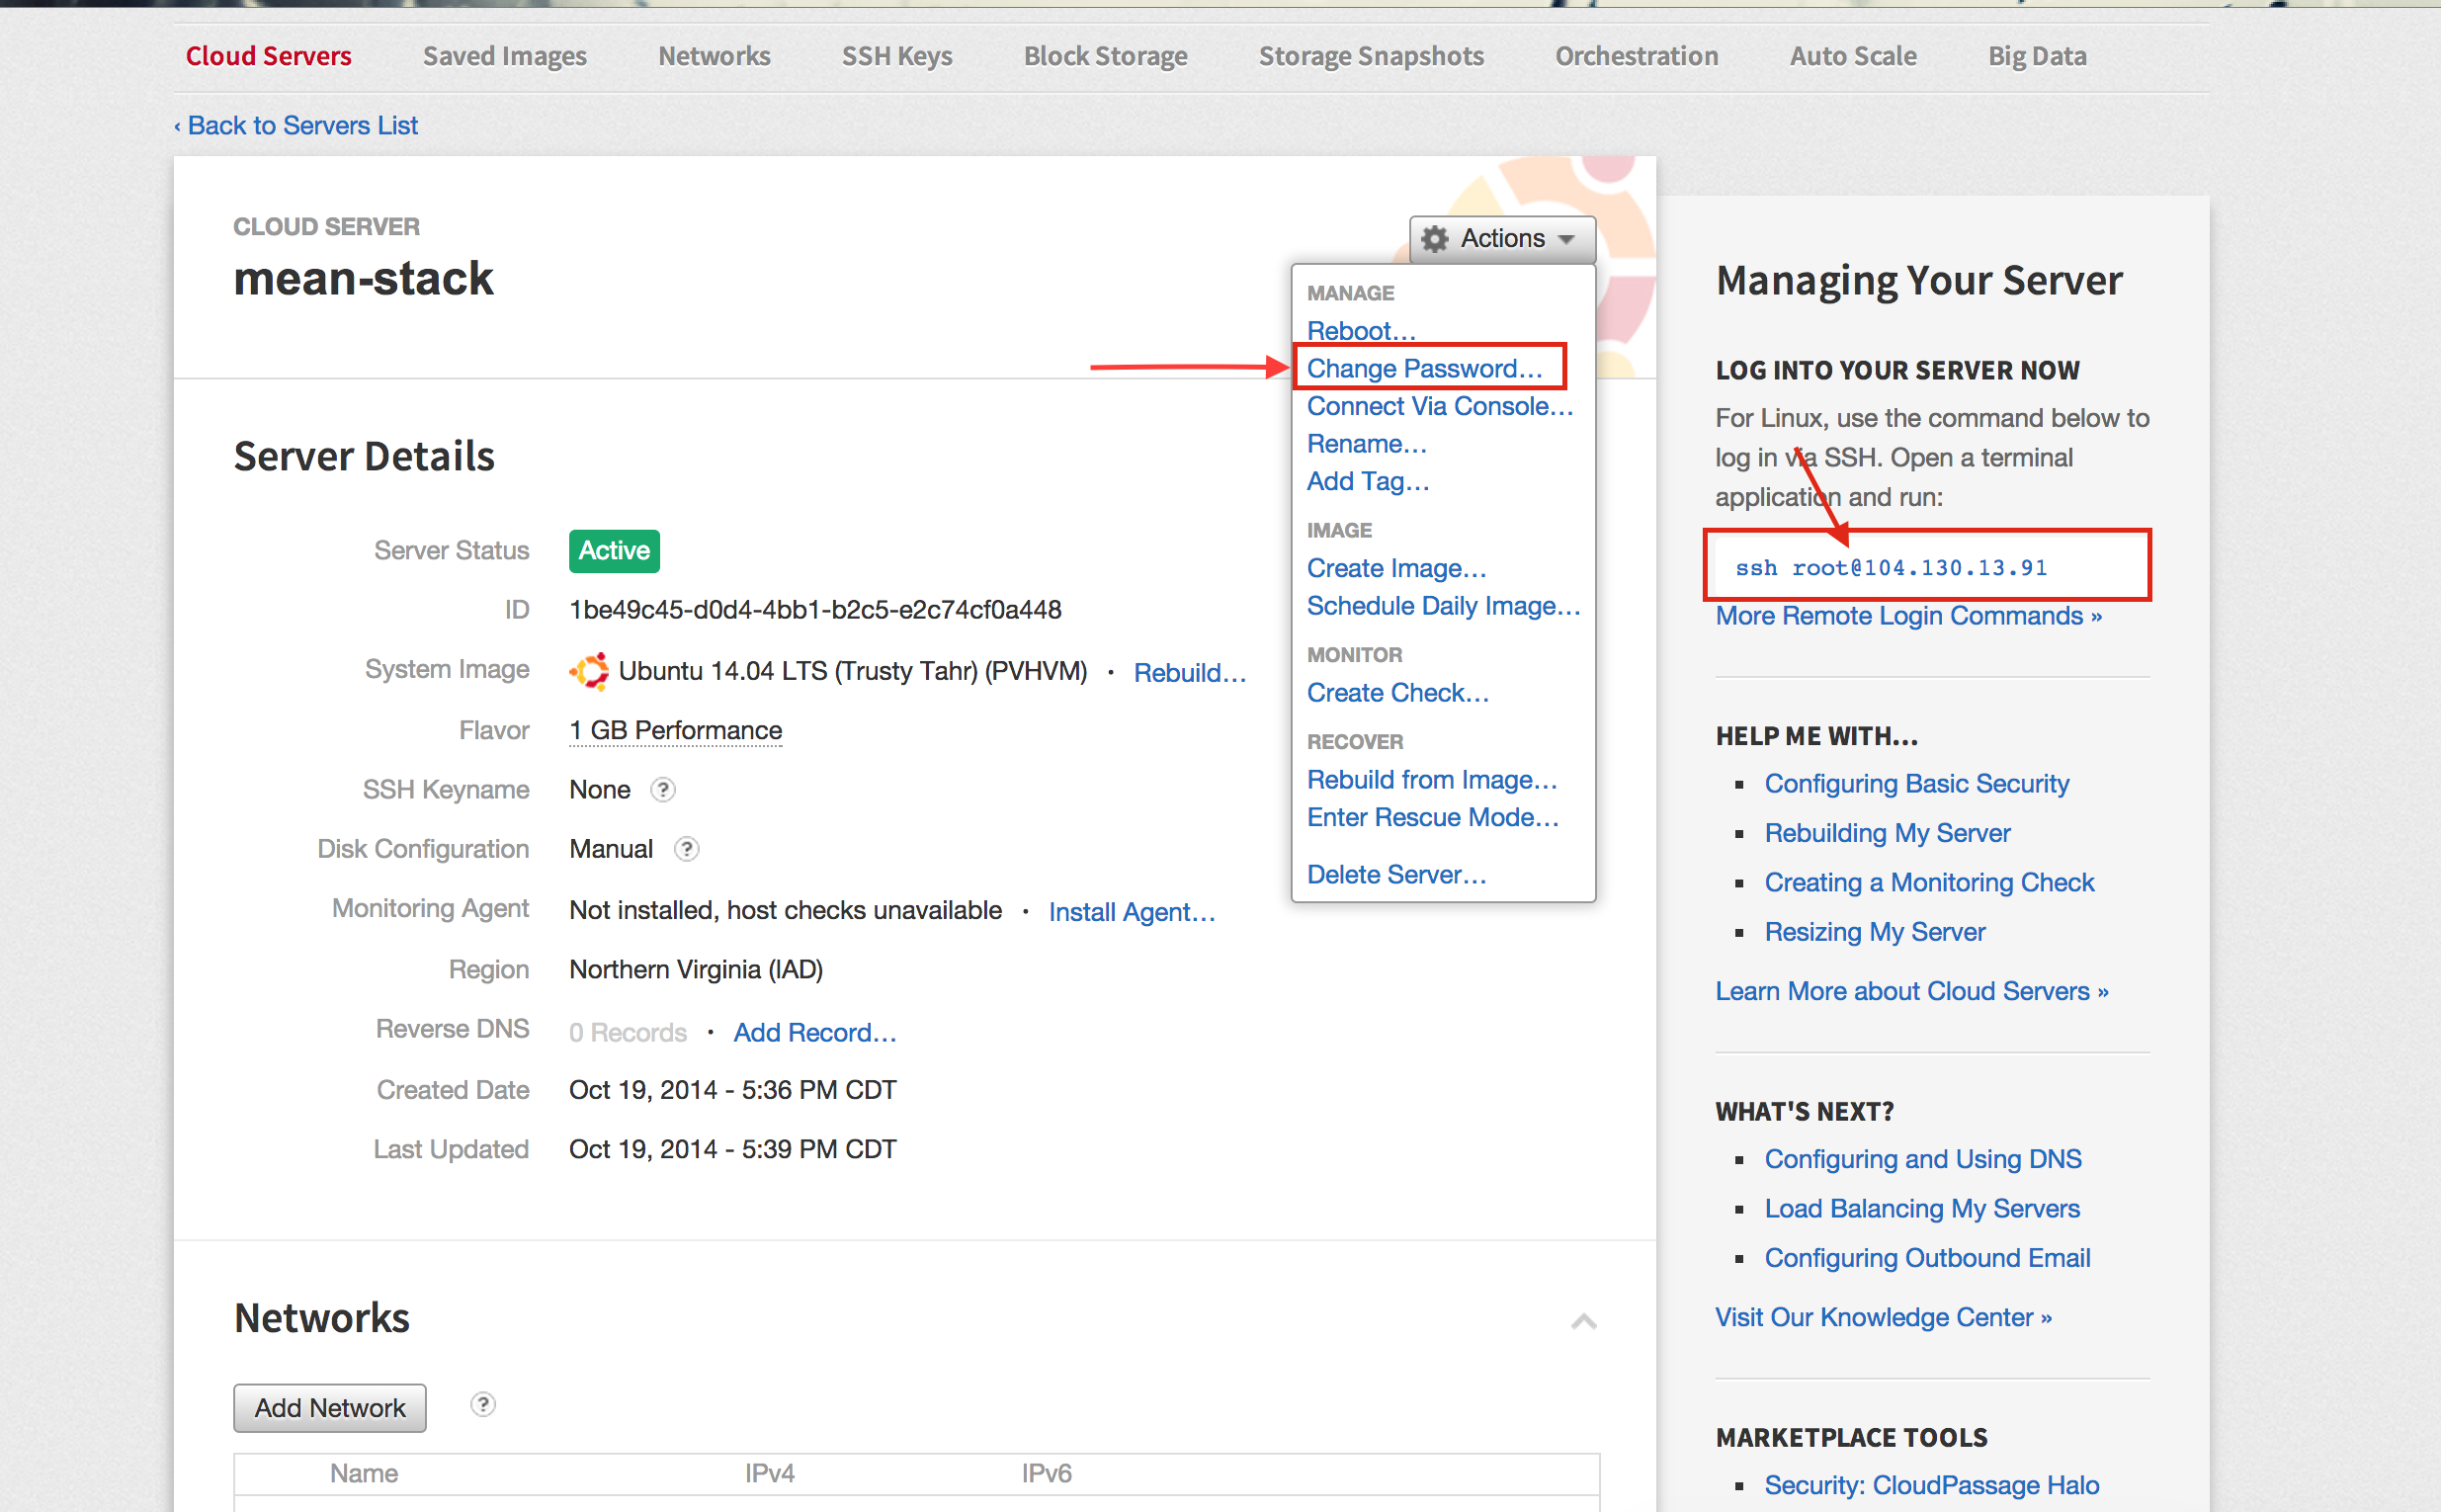 Cloud Servers Saved Images Networks SSH Keys Block Storage Storage Snapshots Orchestration Auto Scale Big Data
‹ Back to Servers List
CLOUD SERVER
mean-stack
Actions
MANAGE
Reboot...
Change Password...
Connect Via Console...
Rename...
Add Tag...
IMAGE
Create Image...
Schedule Daily Image...
MONITOR
Create Check...
RECOVER
Rebuild from Image...
Enter Rescue Mode...
Delete Server...
Server Details
Server Status Active
ID 1be49c45-d0d4-4bb1-b2c5-e2c74cf0a448
System Image Ubuntu 14.04 LTS (Trusty Tahr) (PVHVM) · Rebuild...
Flavor 1 GB Performance
SSH Keyname None ?
Disk Configuration Manual ?
Monitoring Agent Not installed, host checks unavailable · Install Agent...
Region Northern Virginia (IAD)
Reverse DNS 0 Records · Add Record...
Created Date Oct 19, 2014 - 5:36 PM CDT
Last Updated Oct 19, 2014 - 5:39 PM CDT
Networks
Add Network ?
Name IPv4 IPv6
Managing Your Server
LOG INTO YOUR SERVER NOW
For Linux, use the command below to
log in via SSH. Open a terminal
application and run:
ssh root@104.130.13.91
More Remote Login Commands »
HELP ME WITH...
Configuring Basic Security
Rebuilding My Server
Creating a Monitoring Check
Resizing My Server
Learn More about Cloud Servers »
WHAT'S NEXT?
Configuring and Using DNS
Load Balancing My Servers
Configuring Outbound Email
Visit Our Knowledge Center »
MARKETPLACE TOOLS
Security: CloudPassage Halo